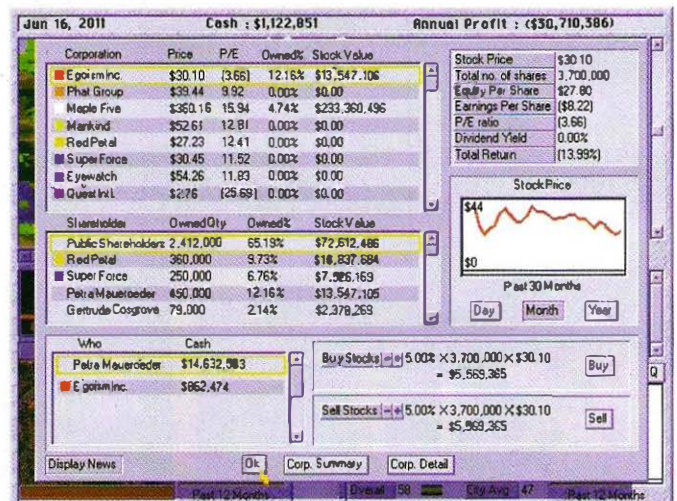 Jun 16, 2011 Cash : $1,122,851 Annual Profit : ($30,710,386)
Corporation Price P/E Owned% Stock Value
Egoism Inc. $30.10 (3.66) 12.16% $13,547,106
Phat Group $39.44 9.92 0.00% $0.00
Maple Five $360.16 15.94 4.74% $233,360,496
Mankind $52.61 12.81 0.00% $0.00
Red Petal $27.23 12.41 0.00% $0.00
Super Force $30.45 11.52 0.00% $0.00
Eyewatch $54.26 11.83 0.00% $0.00
Quest Int'l. $2.76 (25.69) 0.00% $0.00
Stock Price $30.10
Total no. of shares 3,700,000
Equity Per Share $27.80
Earnings Per Share ($8.22)
P/E ratio (3.66)
Dividend Yield 0.00%
Total Return (13.99%)
Stock Price
$44
$0
Past 30 Months
Day Month Year
Shareholder Owned Qty Owned% Stock Value
Public Shareholders 2,412,000 65.19% $72,612,486
Red Petal 360,000 9.73% $10,837,684
Super Force 250,000 6.76% $7,526,169
Petra Maueroeder 450,000 12.16% $13,547,105
Gertrude Cosgrove 79,000 2.14% $2,378,269
Who Cash
Petra Maueroeder $14,632,583
Egoism Inc. $862,474
Buy Stocks - + 5.00% X 3,700,000 X $30.10
= $5,569,365
Buy
Sell Stocks - + 5.00% X 3,700,000 X $30.10
= $5,569,365
Sell
Q
Display News Ok Corp. Summary Corp. Detail
Past 12 Months Overall 58 City Avg 47 Past 12 Months